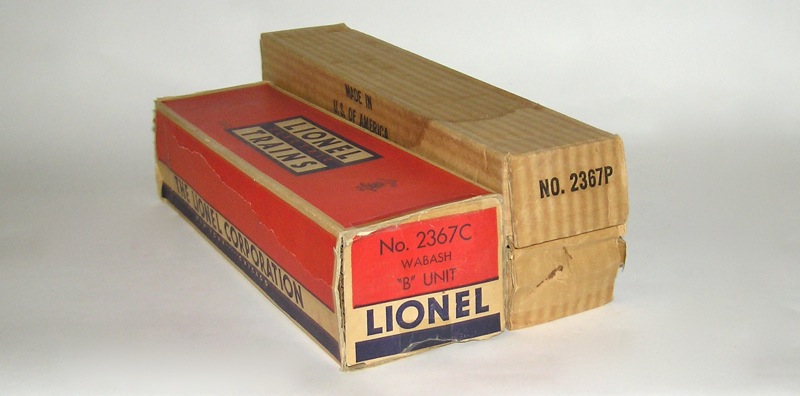 MADE IN
U.S. OF AMERICA
NO. 2367P
LIONEL
TRAINS
THE LIONEL CORPORATION
No. 2367C
WABASH
"B" UNIT
LIONEL